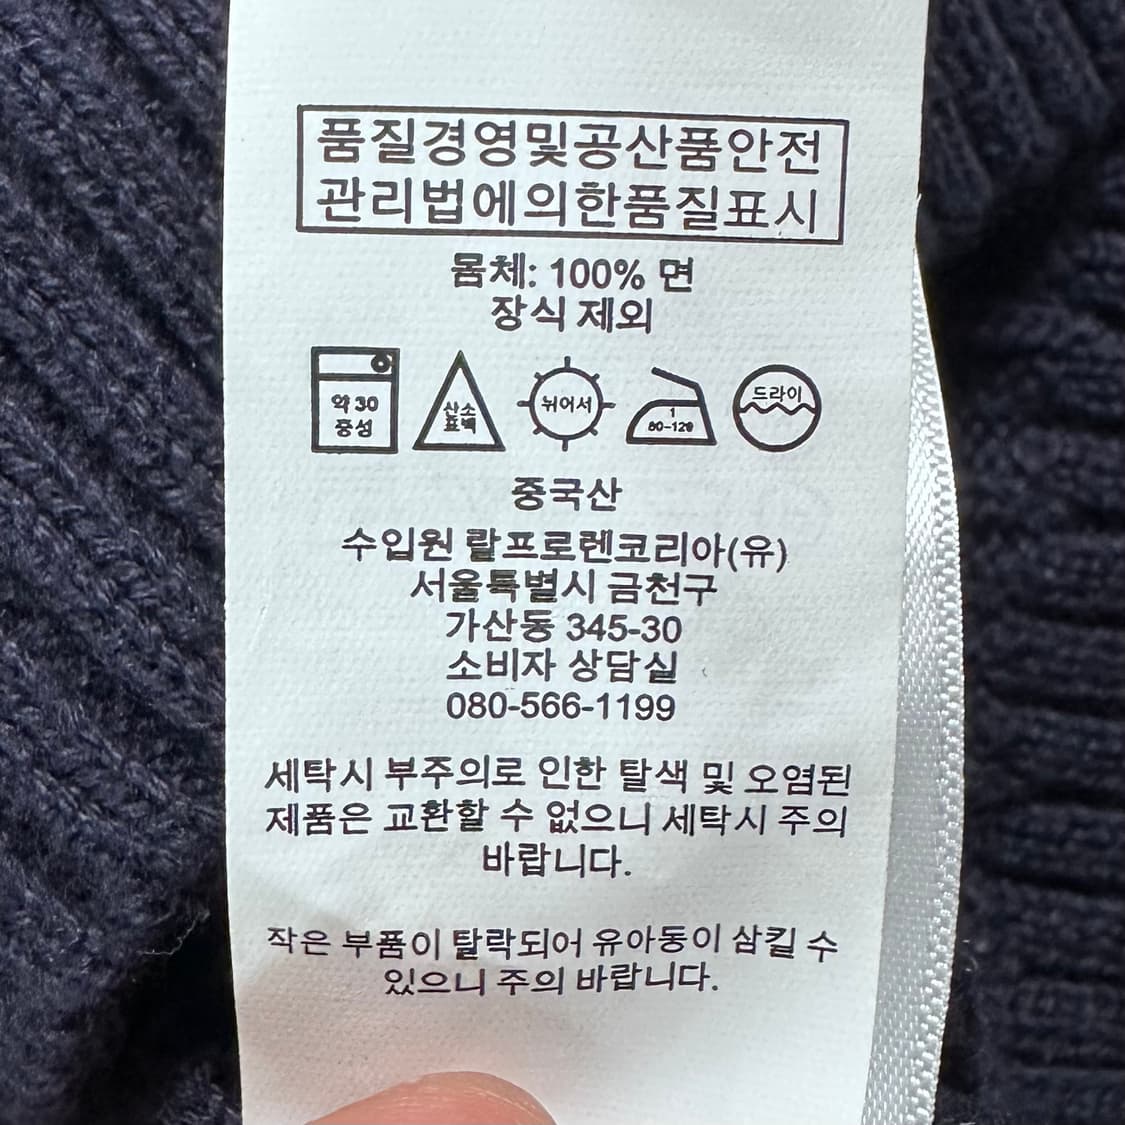 품질경영및공산품안전
관리법에의한품질표시
몸체: 100% 면
장식 제외
약 30
중성
산소
표백
뉘어서
1
80-120
드라이
중국산
수입원 랄프로렌코리아(유)
서울특별시 금천구
가산동 345-30
소비자 상담실
080-566-1199
세탁시 부주의로 인한 탈색 및 오염된
제품은 교환할 수 없으니 세탁시 주의
바랍니다.
작은 부품이 탈락되어 유아동이 삼킬 수
있으니 주의 바랍니다.